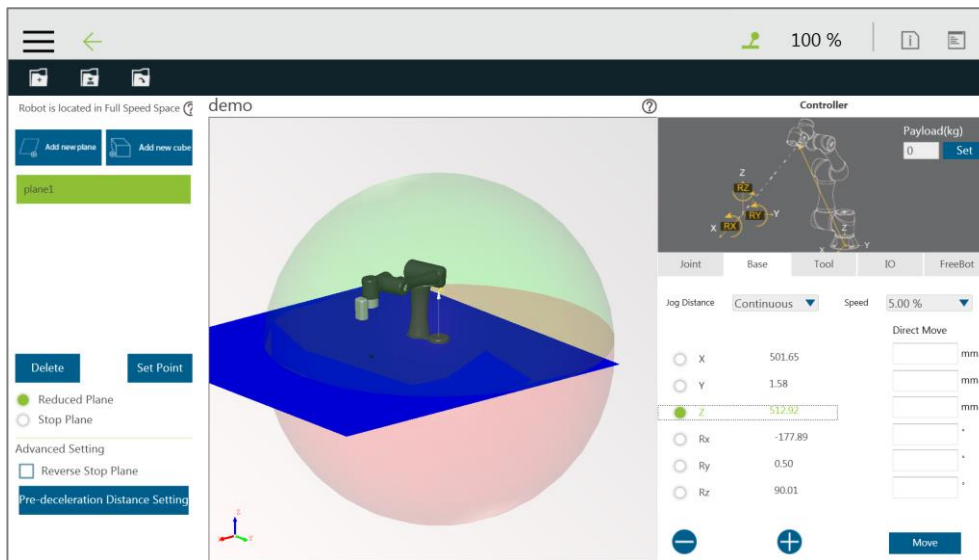 100 %
Robot is located in Full Speed Space
demo
Controller
Add new plane
Add new cube
plane1
Delete
Set Point
Reduced Plane
Stop Plane
Advanced Setting
Reverse Stop Plane
Pre-deceleration Distance Setting
Payload(kg)
0 Set
Z
RZ
RY Y
X RX
Z
X Y
Joint Base Tool IO FreeBot
Jog Distance Continuous Speed 5.00 %
Direct Move
X 501.65 mm
Y 1.58 mm
Z 512.92 mm
Rx -177.89 °
Ry 0.50 °
Rz 90.01 °
Move